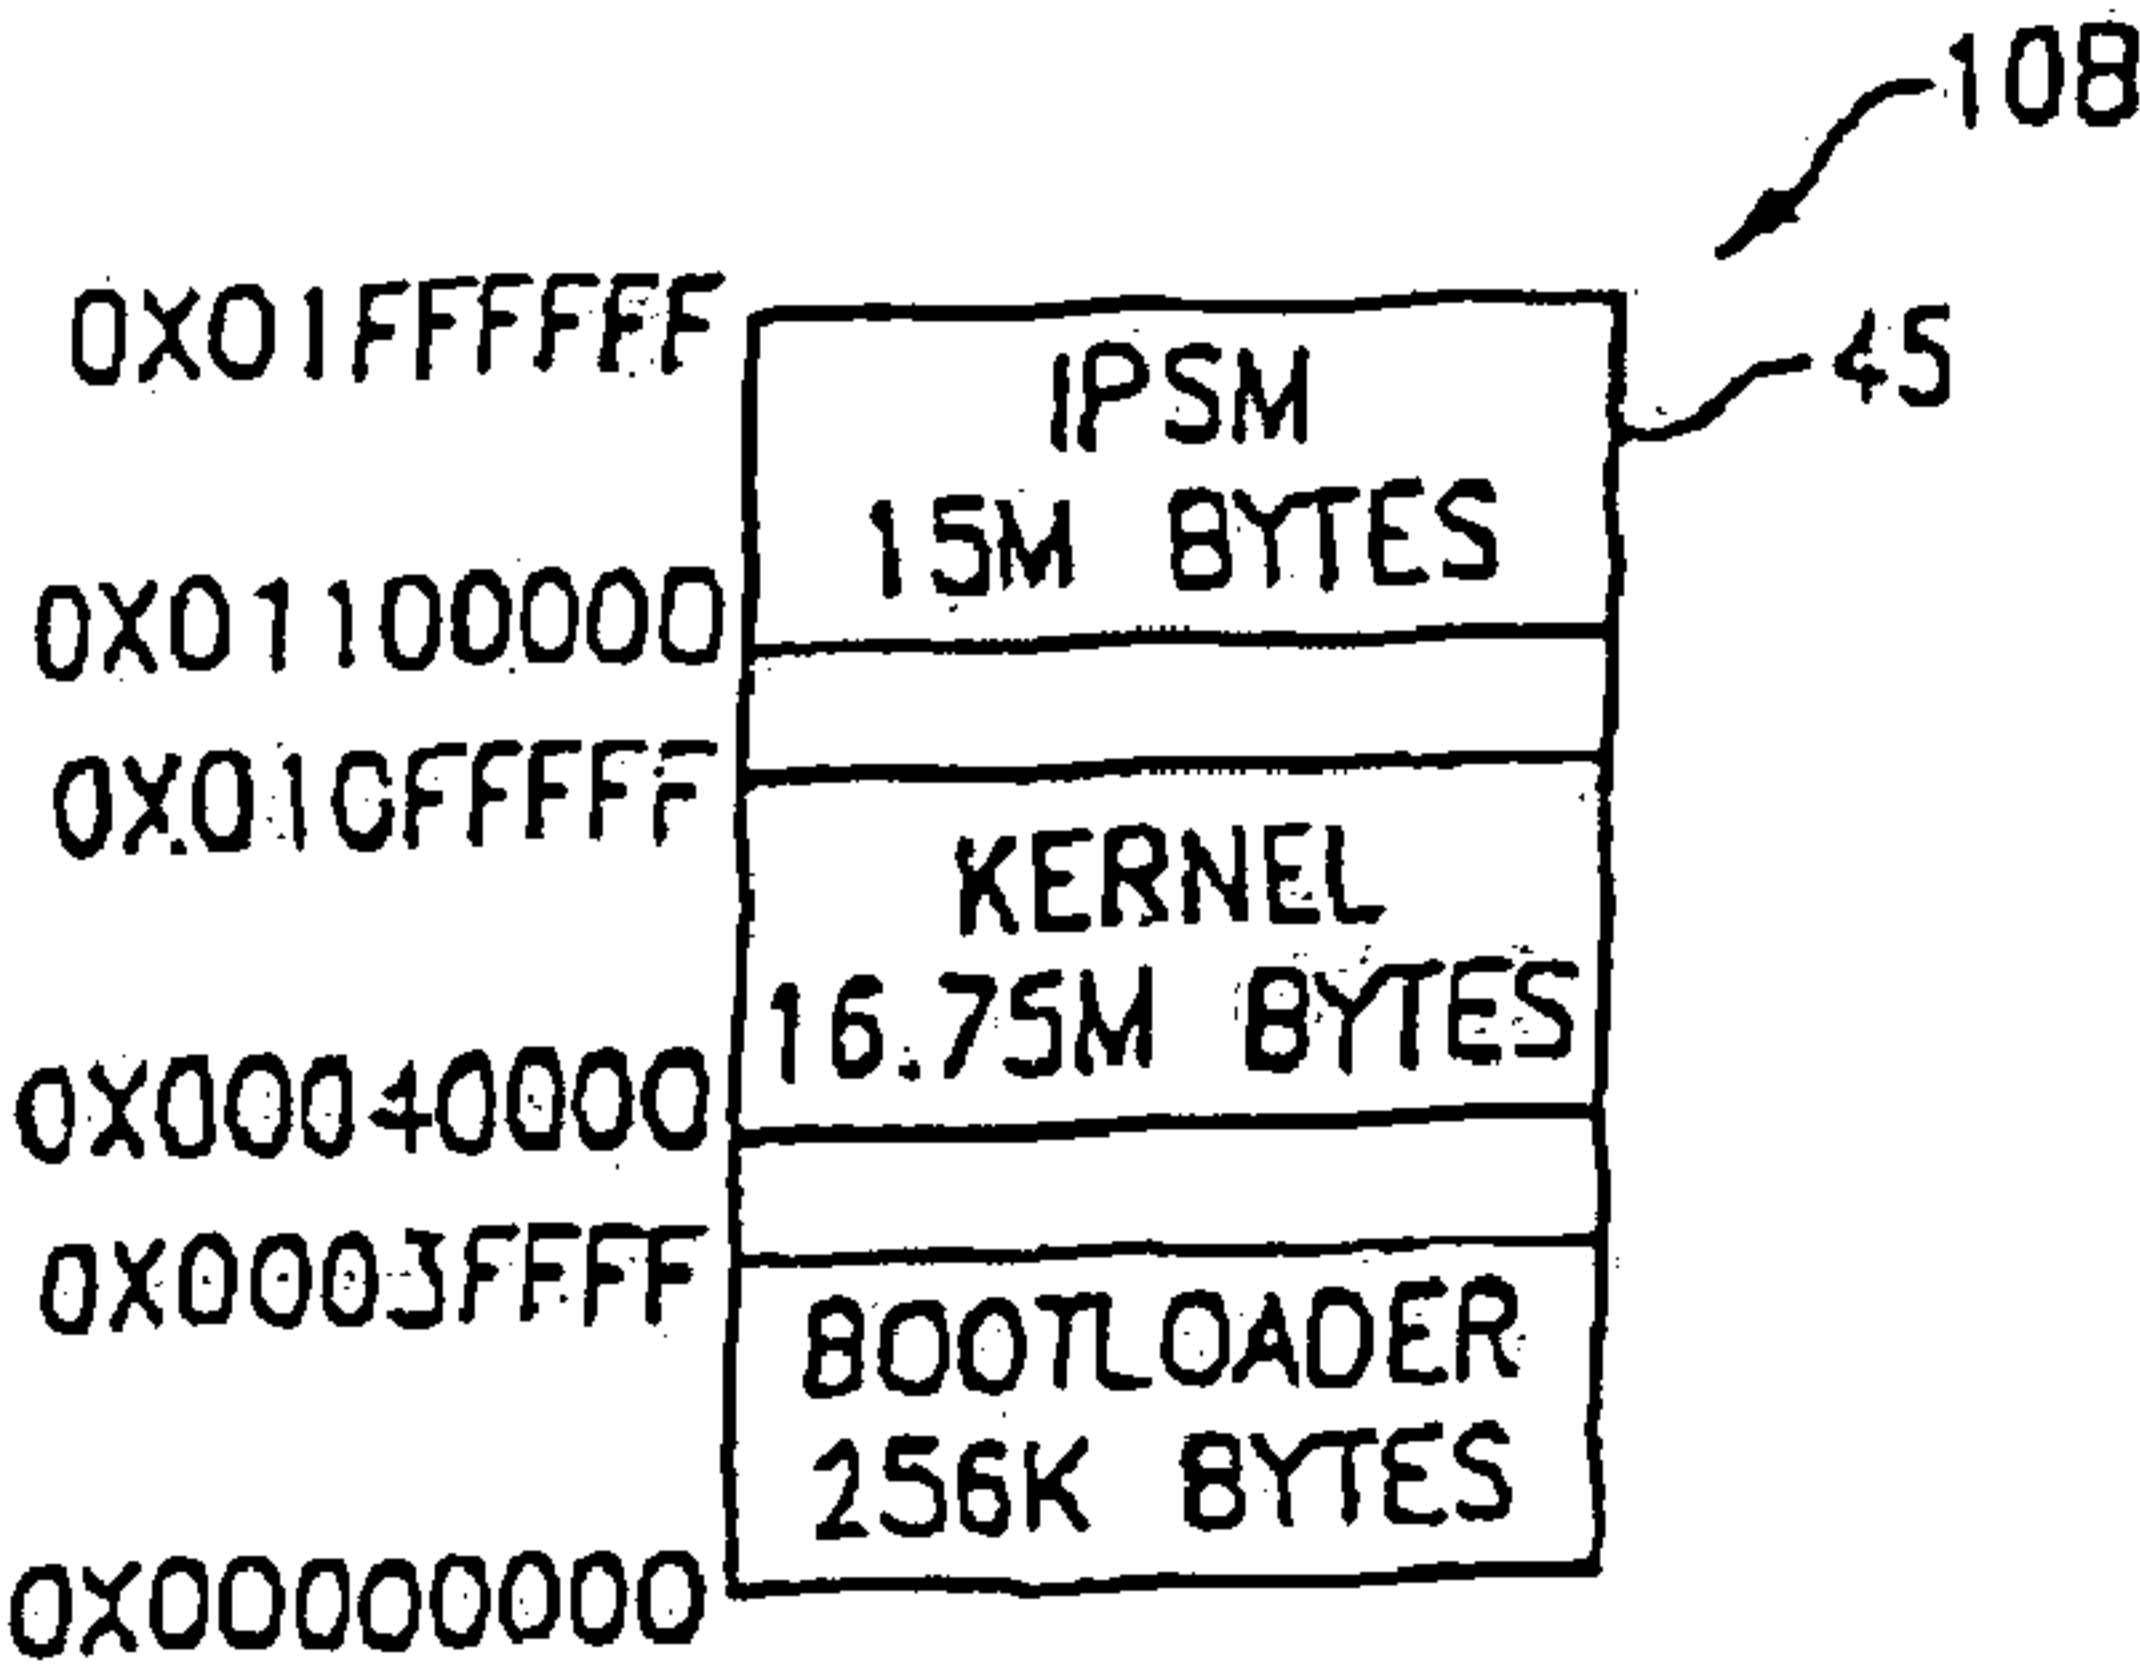 108
0X01FFFFFF
IPSM
45
15M BYTES
0X01100000
0X010FFFFF
KERNEL
16.75M BYTES
0X00040000
0X0003FFFF
BOOTLOADER
256K BYTES
0X00000000